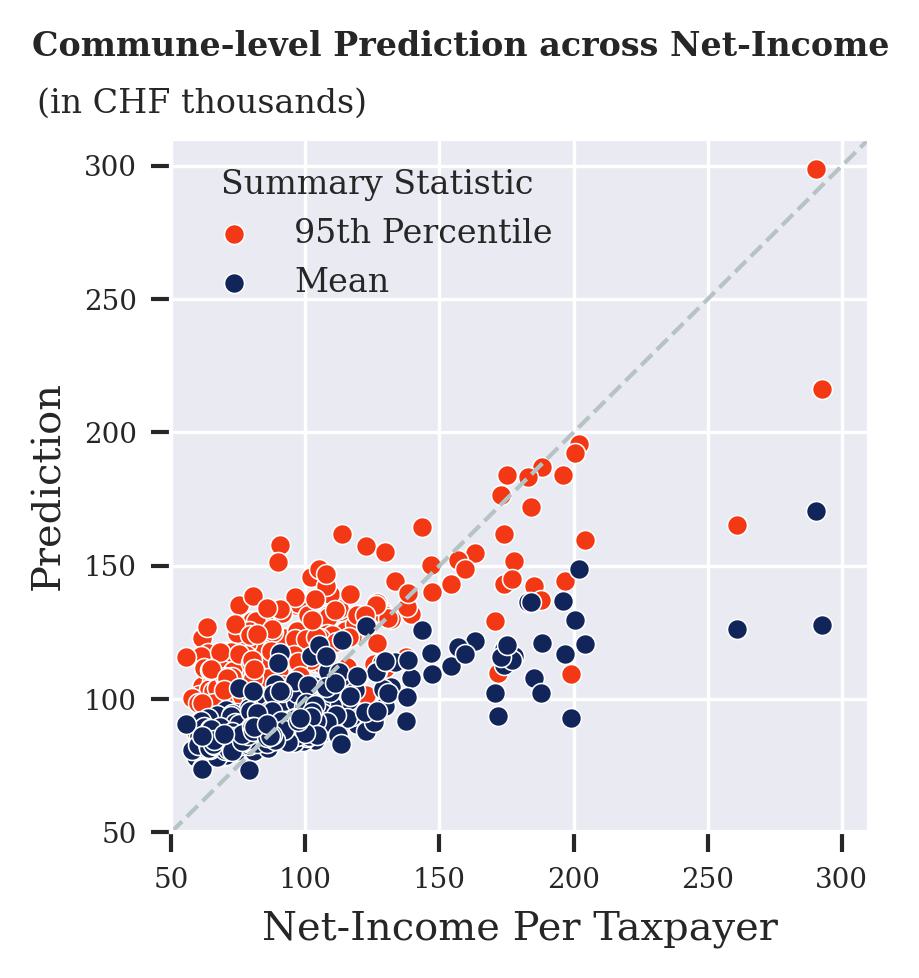 Commune-level Prediction across Net-Income
(in CHF thousands)
300
250
200
150
100
50
Prediction
Summary Statistic
95th Percentile
Mean
50 100 150 200 250 300
Net-Income Per Taxpayer